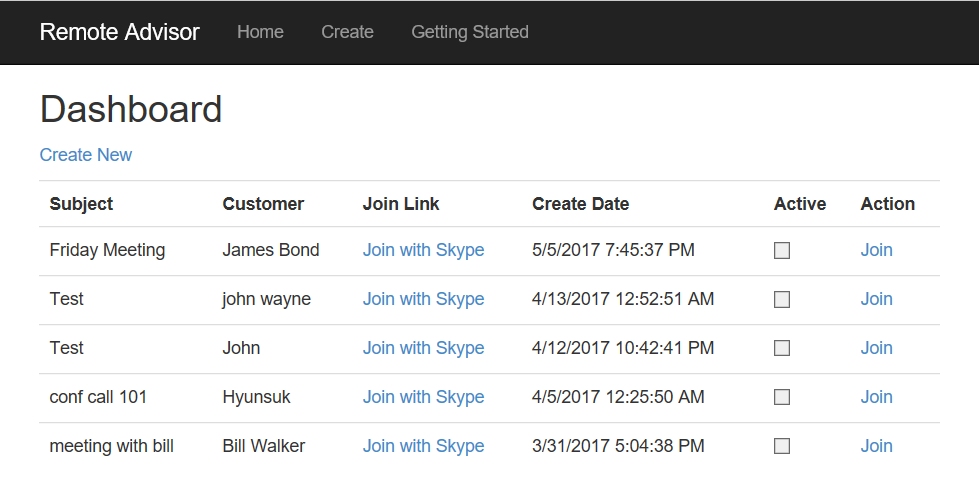 Remote Advisor Home Create Getting Started
Dashboard
Create New
Subject Customer Join Link Create Date Active Action
Friday Meeting James Bond Join with Skype 5/5/2017 7:45:37 PM Join
Test john wayne Join with Skype 4/13/2017 12:52:51 AM Join
Test John Join with Skype 4/12/2017 10:42:41 PM Join
conf call 101 Hyunsuk Join with Skype 4/5/2017 12:25:50 AM Join
meeting with bill Bill Walker Join with Skype 3/31/2017 5:04:38 PM Join